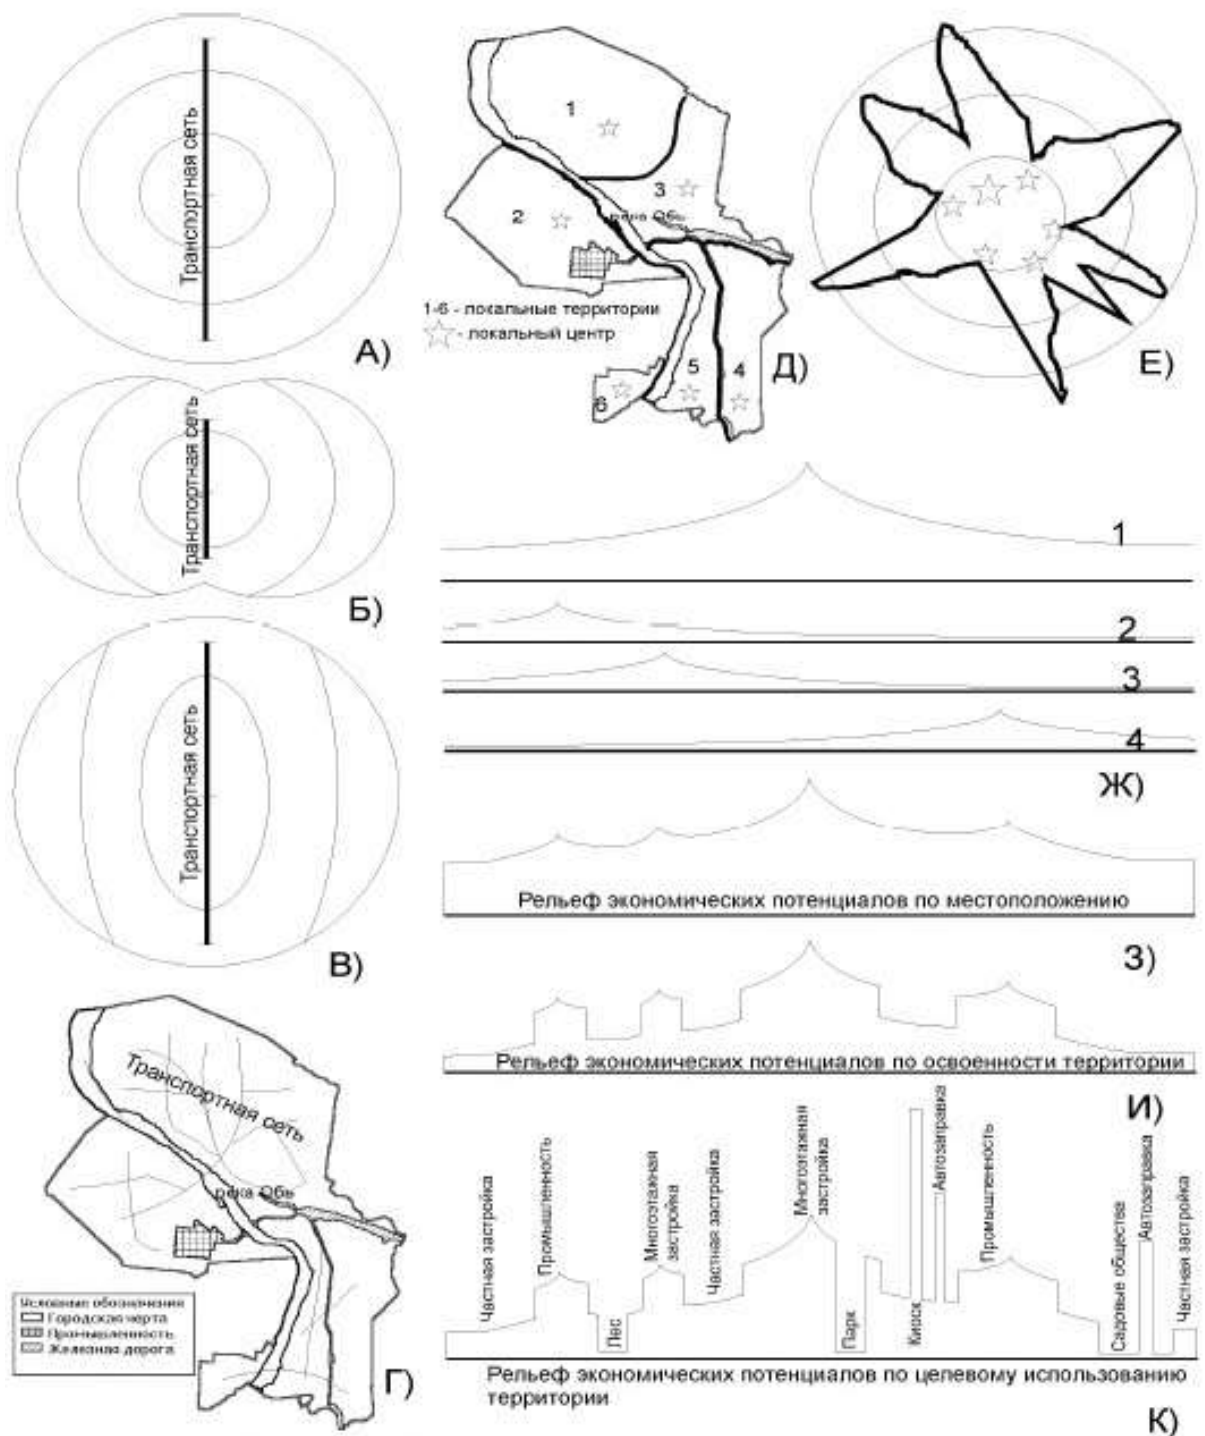 Транспортная сеть
А)
Транспортная сеть
Б)
Транспортная сеть
В)
Транспортная сеть
река Обь
Условные обозначения
Городская черта
Промышленность
Железная дорога
Г)
1
2
3
река Обь
1-6 - локальные территории
- локальный центр
5
4
6
Д)
Е)
1
2
3
4
Ж)
Рельеф экономических потенциалов по местоположению
З)
Рельеф экономических потенциалов по освоенности территории
И)
Частная застройка
Промышленность
Лес
Многоэтажная
застройка
Частная застройка
Многоэтажная
застройка
Парк
Киоск
Автозаправка
Промышленность
Садовые общества
Автозаправка
Частная застройка
Рельеф экономических потенциалов по целевому использованию
территории
К)